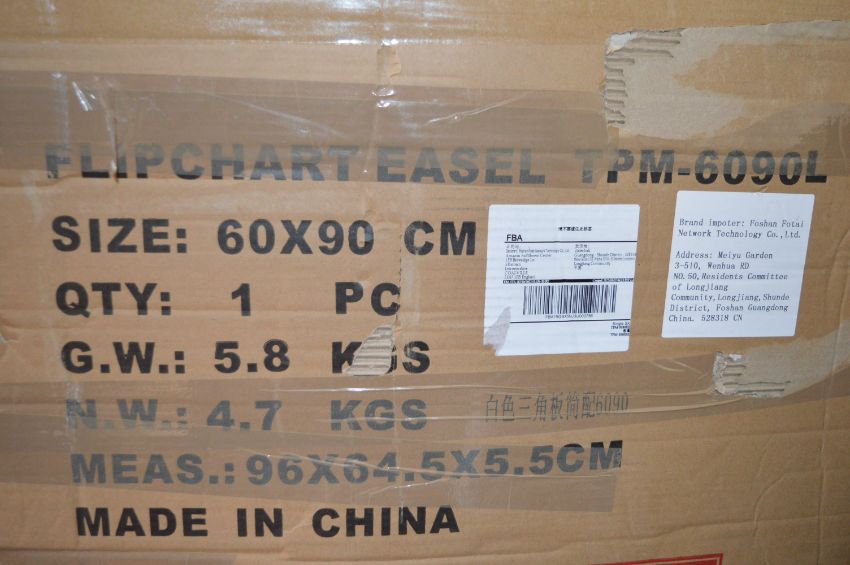 FLIPCHART EASEL TPM-6090L
SIZE: 60X90 CM
QTY: 1 PC
G.W.: 5.8 KGS
N.W.: 4.7 KGS
白色三角板简配6090
MEAS.: 96X64.5X5.5CM
MADE IN CHINA
FBA
Brand impoter: Foshan Fotai
Network Technology Co.,Ltd.
Address: Meiyu Garden
3-510, Wenhua RD
NO.50,Residents Committee
of Longjiang
Community,Longjiang,Shunde
District, Foshan Guangdong
China. 528318 CN